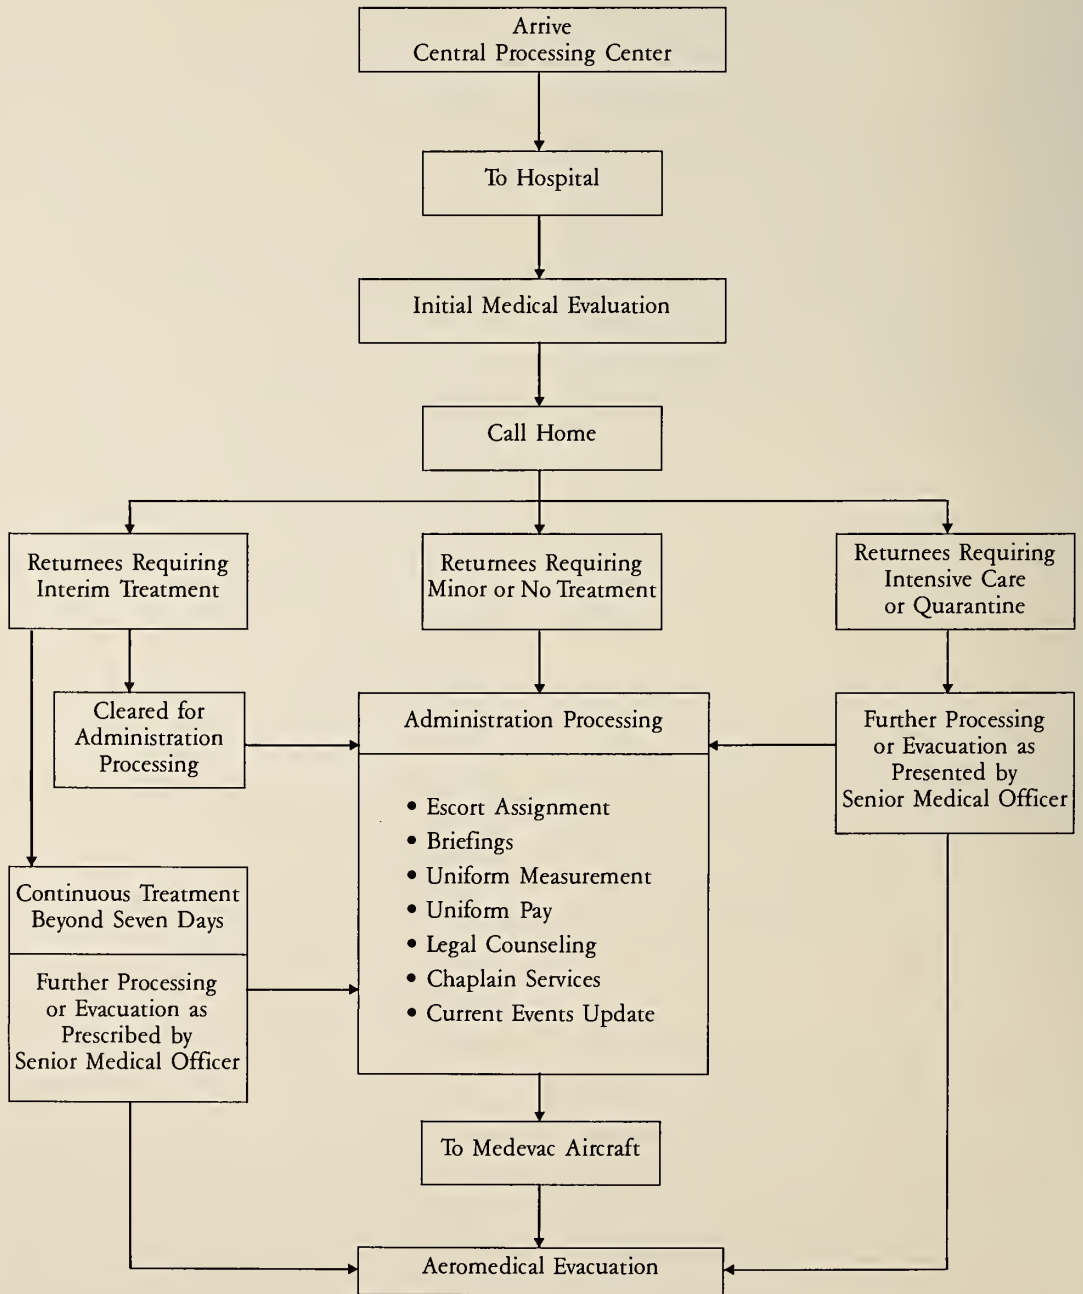 Arrive
Central Processing Center
To Hospital
Initial Medical Evaluation
Call Home
Returnees Requiring
Interim Treatment
Returnees Requiring
Minor or No Treatment
Returnees Requiring
Intensive Care
or Quarantine
Cleared for
Administration
Processing
Administration Processing
• Escort Assignment
• Briefings
• Uniform Measurement
• Uniform Pay
• Legal Counseling
• Chaplain Services
• Current Events Update
Further Processing
or Evacuation as
Presented by
Senior Medical Officer
Continuous Treatment
Beyond Seven Days
Further Processing
or Evacuation as
Prescribed by
Senior Medical Officer
To Medevac Aircraft
Aeromedical Evacuation